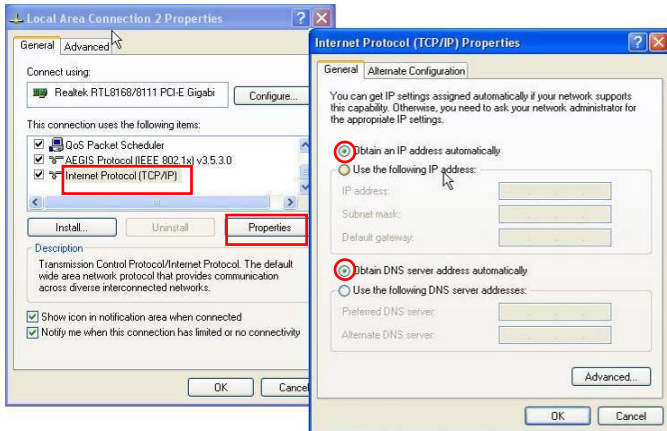 Local Area Connection 2 Properties
General Advanced
Connect using:
Realtek RTL8168/8111 PCI-E Gigabi
Configure...
This connection uses the following items:
QoS Packet Scheduler
AEGIS Protocol (IEEE 802.1x) v3.5.3.0
Internet Protocol (TCP/IP)
Install... Uninstall Properties
Description
Transmission Control Protocol/Internet Protocol. The default
wide area network protocol that provides communication
across diverse interconnected networks.
Show icon in notification area when connected
Notify me when this connection has limited or no connectivity
OK Cancel
Internet Protocol (TCP/IP) Properties
General Alternate Configuration
You can get IP settings assigned automatically if your network supports
this capability. Otherwise, you need to ask your network administrator for
the appropriate IP settings.
Obtain an IP address automatically
Use the following IP address:
IP address:
Subnet mask:
Default gateway:
Obtain DNS server address automatically
Use the following DNS server addresses:
Preferred DNS server:
Alternate DNS server:
Advanced...
OK Cancel